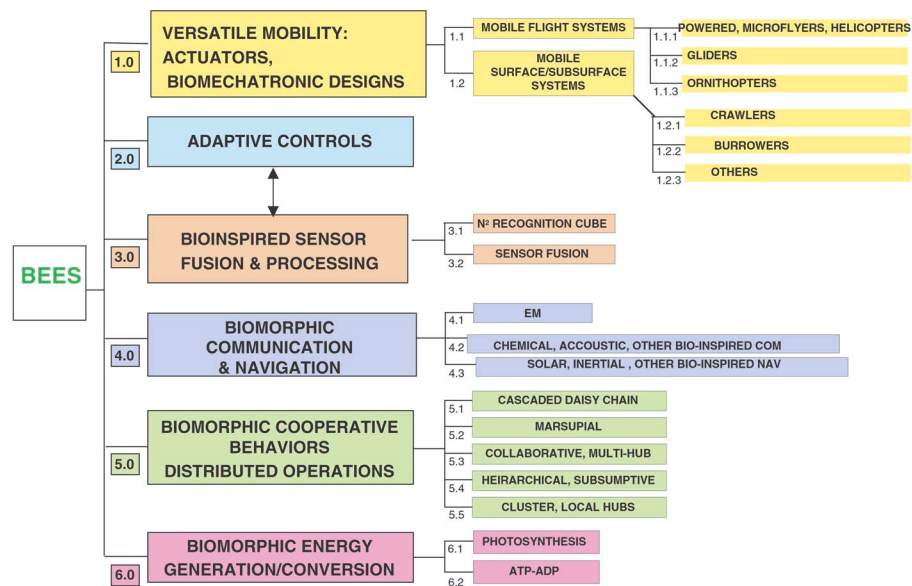 BEES
1.0
VERSATILE MOBILITY:
ACTUATORS,
BIOMECHATRONIC DESIGNS
1.1
MOBILE FLIGHT SYSTEMS
1.1.1
POWERED, MICROFLYERS, HELICOPTERS
1.1.2
GLIDERS
1.1.3
ORNITHOPTERS
1.2
MOBILE
SURFACE/SUBSURFACE
SYSTEMS
1.2.1
CRAWLERS
1.2.2
BURROWERS
1.2.3
OTHERS
2.0
ADAPTIVE CONTROLS
3.0
BIOINSPIRED SENSOR
FUSION & PROCESSING
3.1
N² RECOGNITION CUBE
3.2
SENSOR FUSION
4.0
BIOMORPHIC
COMMUNICATION
& NAVIGATION
4.1
EM
4.2
CHEMICAL, ACCOUSTIC, OTHER BIO-INSPIRED COM
4.3
SOLAR, INERTIAL , OTHER BIO-INSPIRED NAV
5.0
BIOMORPHIC COOPERATIVE
BEHAVIORS
DISTRIBUTED OPERATIONS
5.1
CASCADED DAISY CHAIN
5.2
MARSUPIAL
5.3
COLLABORATIVE, MULTI-HUB
5.4
HEIRARCHICAL, SUBSUMPTIVE
5.5
CLUSTER, LOCAL HUBS
6.0
BIOMORPHIC ENERGY
GENERATION/CONVERSION
6.1
PHOTOSYNTHESIS
6.2
ATP-ADP